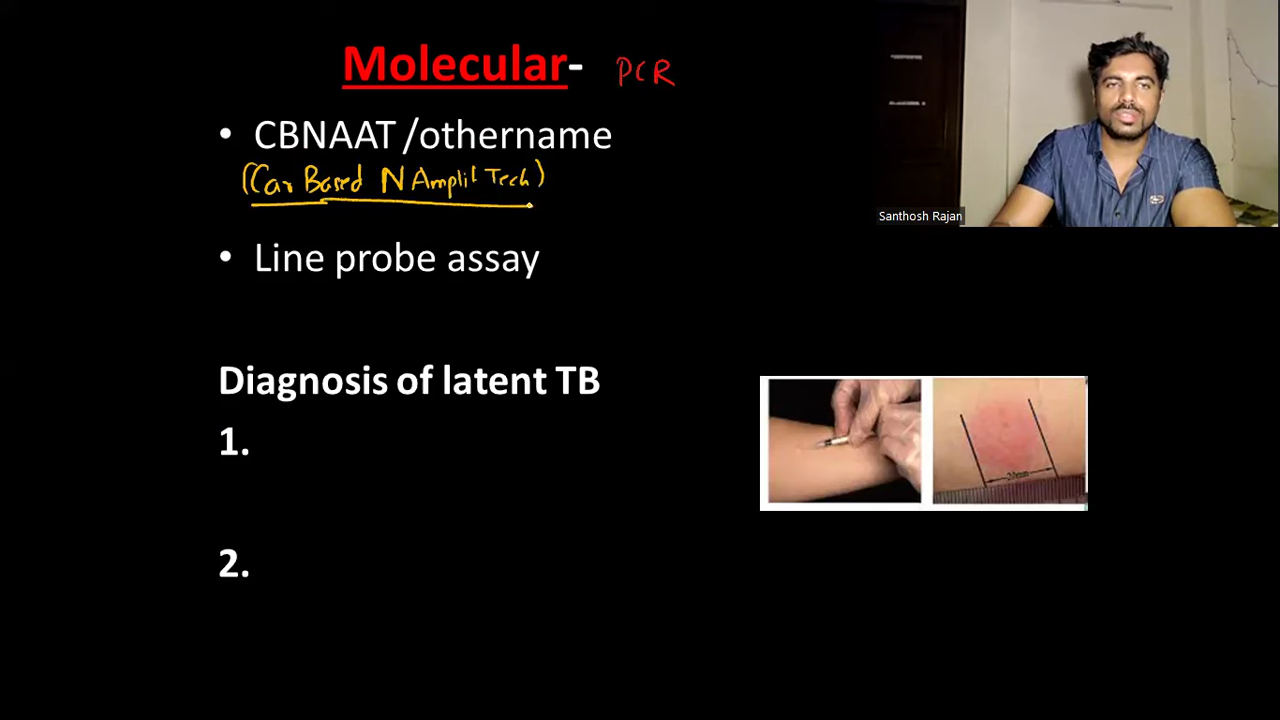 Molecular- PCR
• CBNAAT /othername
(Car Based N Amplif Tech)
Santhosh Rajan
• Line probe assay
Diagnosis of latent TB
1.
2.